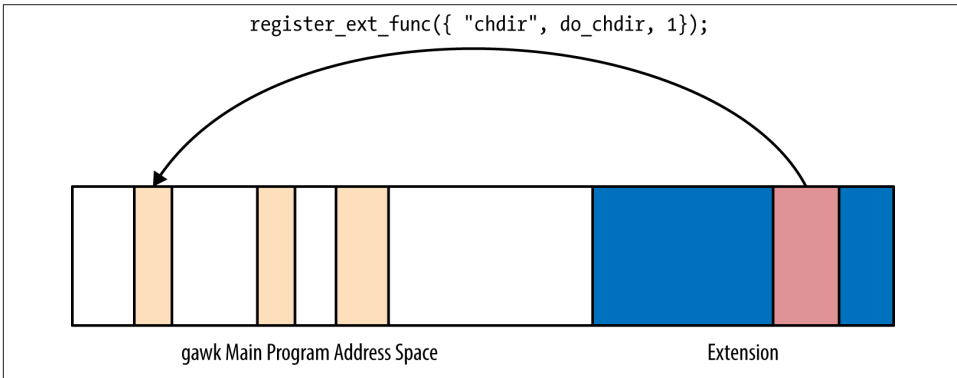 register_ext_func({ "chdir", do_chdir, 1});
gawk Main Program Address Space
Extension